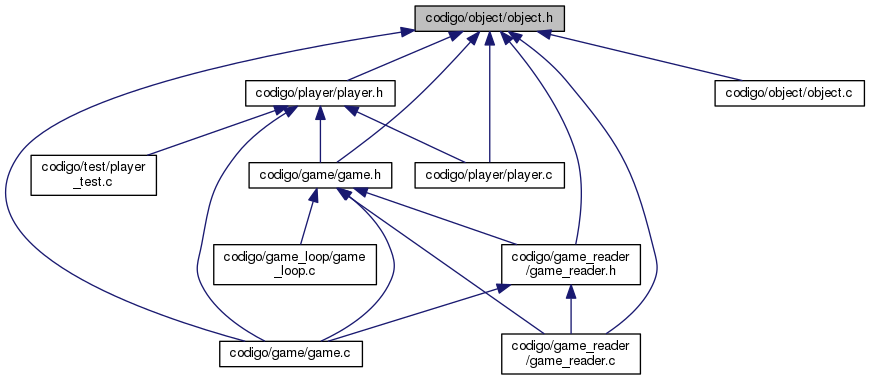 codigo/object/object.h
codigo/player/player.h
codigo/object/object.c
codigo/test/player
_test.c
codigo/game/game.h
codigo/player/player.c
codigo/game_loop/game
_loop.c
codigo/game_reader
/game_reader.h
codigo/game/game.c
codigo/game_reader
/game_reader.c